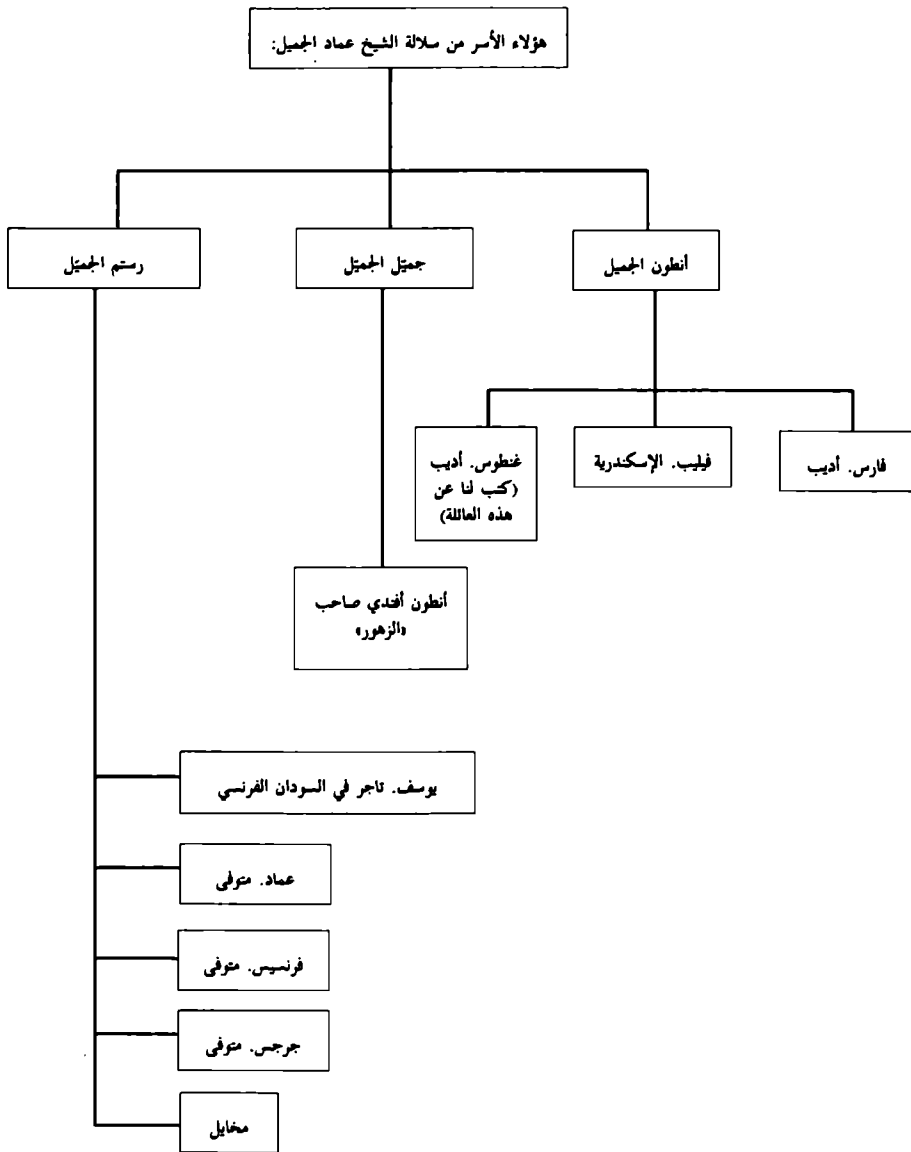 هؤلاء الأسر من سلالة الشيخ عماد الجميل:
أنطون الجميل
جميّل الجميّل
رستم الجميّل
فارس. أديب
فيليب. الإسكندرية
غنطوس. أديب
(كتب لنا عن
هذه العائلة)
أنطون أفندي صاحب
«الزهور»
يوسف. تاجر في السودان الفرنسي
عماد. متوفى
فرنسيس. متوفى
جرجس. متوفى
مخايل